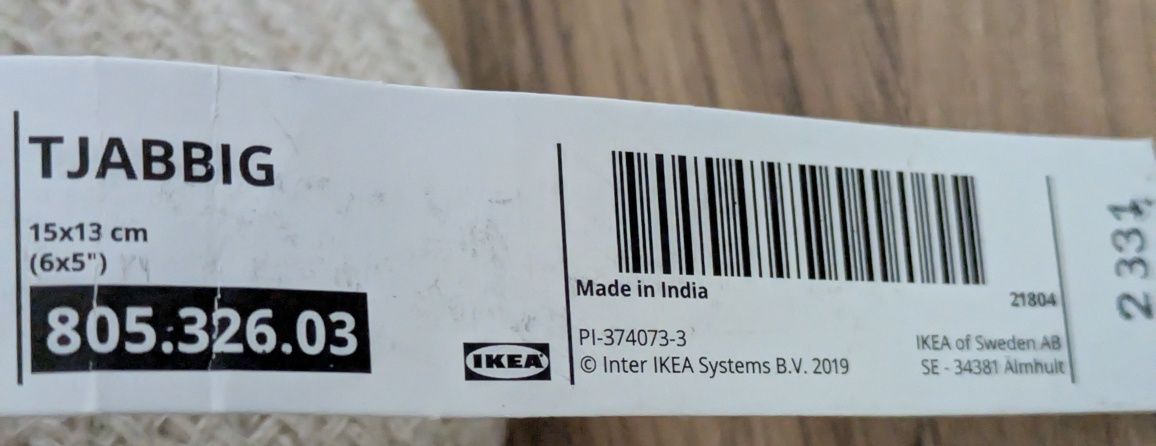 TJABBIG
15x13 cm
(6x5")
805.326.03
IKEA
Made in India
21804
PI-374073-3
IKEA of Sweden AB
© Inter IKEA Systems B.V. 2019
SE - 34381 Älmhult
2331